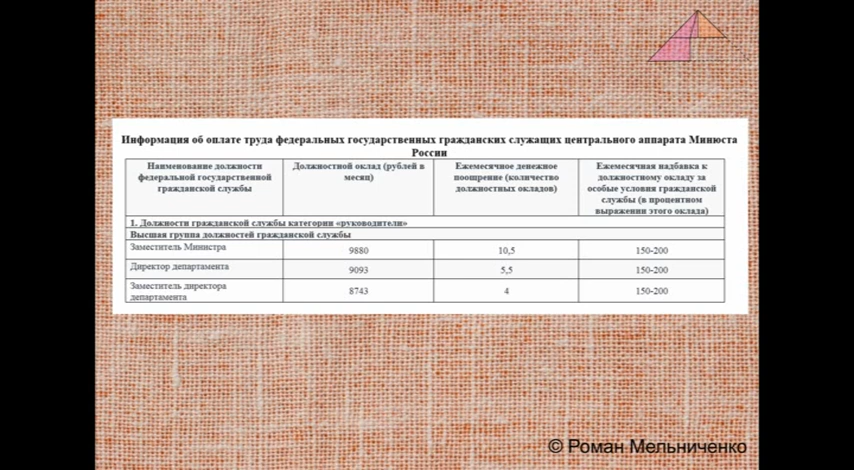 Информация об оплате труда федеральных государственных гражданских служащих центрального аппарата Минюста
России
Наименование должности
федеральной государственной
гражданской службы
Должностной оклад (рублей в
месяц)
Ежемесячное денежное
поощрение (количество
должностных окладов)
Ежемесячная надбавка к
должностному окладу за
особые условия гражданской
службы (в процентном
выражении этого оклада)
1. Должности гражданской службы категории «руководители»
Высшая группа должностей гражданской службы
Заместитель Министра
9880
10,5
150-200
Директор департамента
9093
5,5
150-200
Заместитель директора
департамента
8743
4
150-200
© Роман Мельниченко